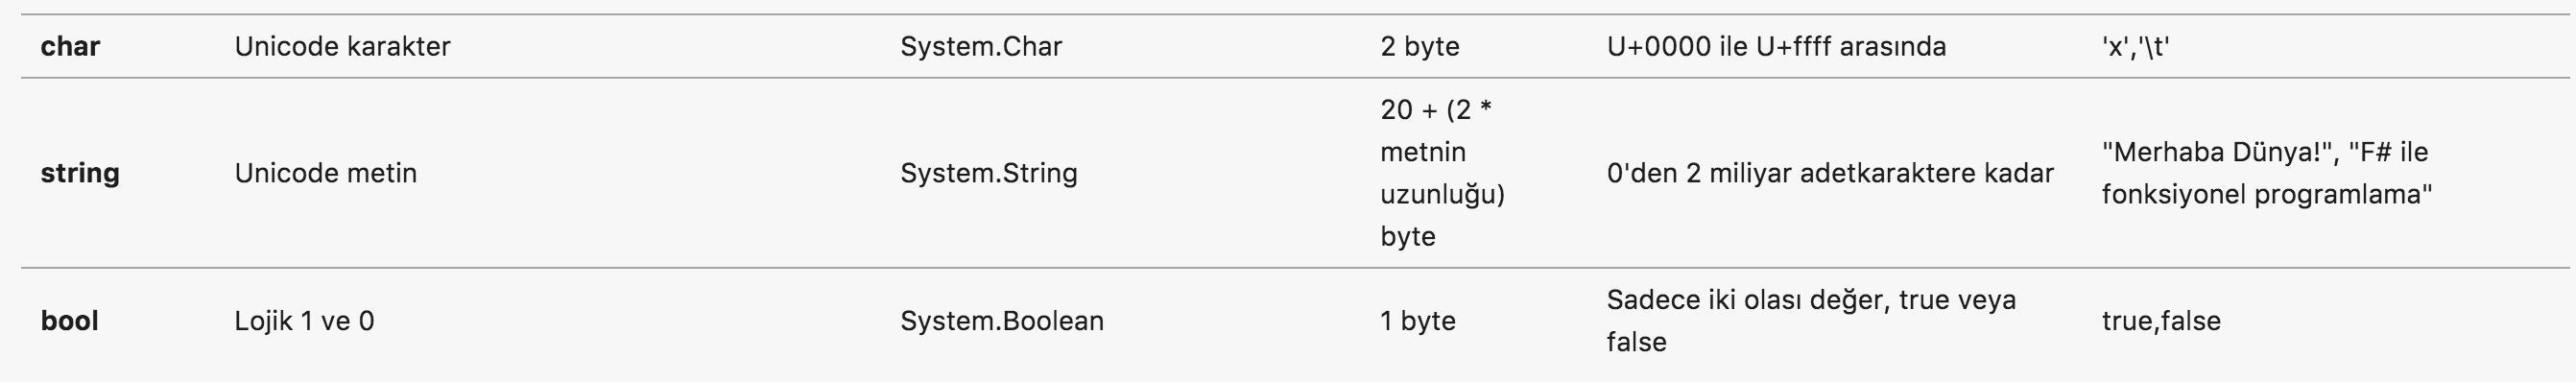 char Unicode karakter System.Char 2 byte U+0000 ile U+ffff arasında 'x','\t'
20 + (2 *
metnin
uzunluğu)
byte
string Unicode metin System.String 0'den 2 miliyar adetkaraktere kadar
"Merhaba Dünya!", "F# ile
fonksiyonel programlama"
bool Lojik 1 ve 0 System.Boolean 1 byte
Sadece iki olası değer, true veya
false
true,false